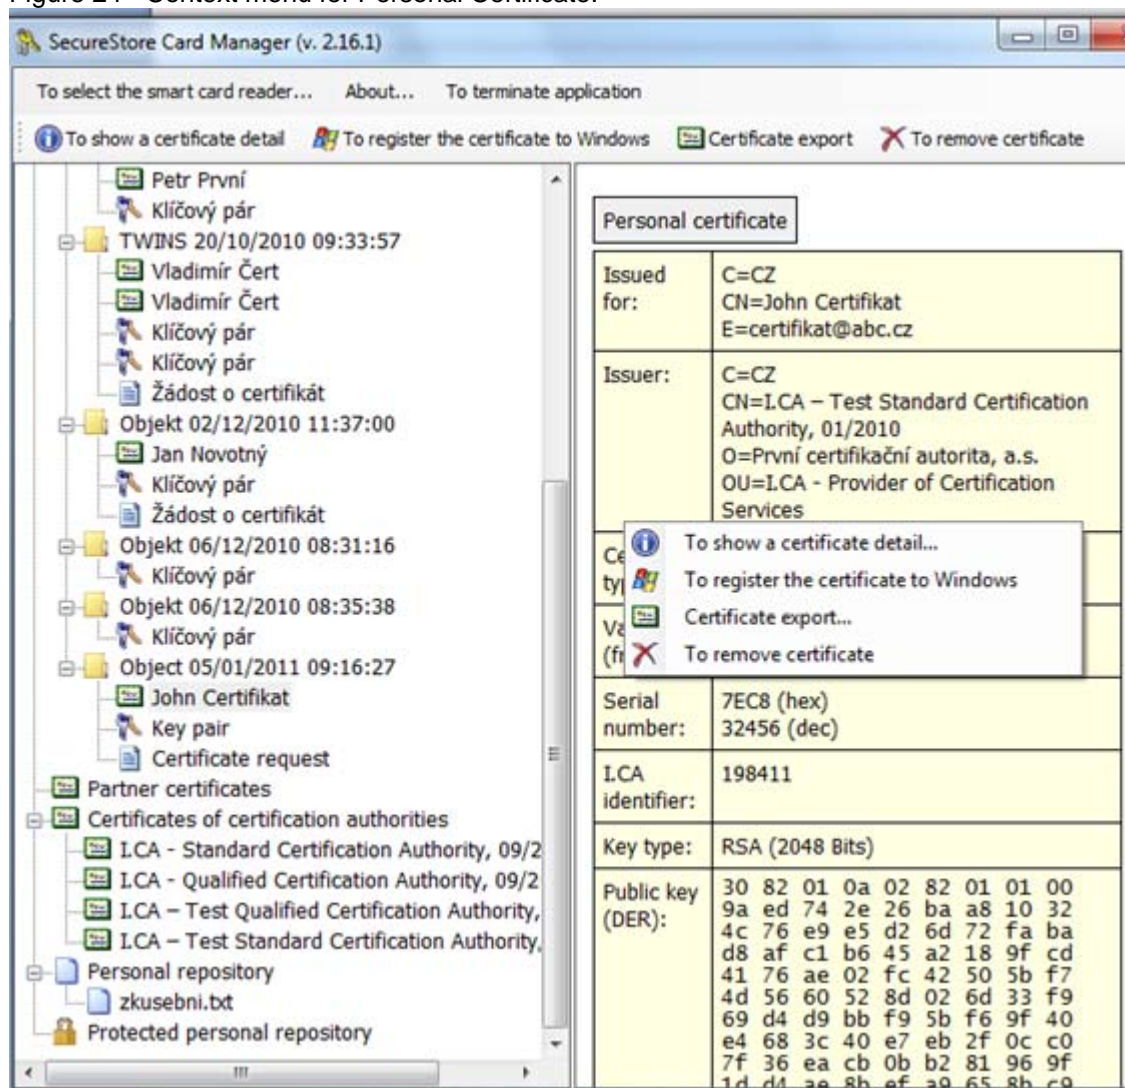 SecureStore Card Manager (v. 2.16.1)
To select the smart card reader... About... To terminate application
To show a certificate detail To register the certificate to Windows Certificate export To remove certificate
Petr První
Klíčový pár
TWINS 20/10/2010 09:33:57
Vladimír Čert
Vladimír Čert
Klíčový pár
Klíčový pár
Žádost o certifikát
Objekt 02/12/2010 11:37:00
Jan Novotný
Klíčový pár
Žádost o certifikát
Objekt 06/12/2010 08:31:16
Klíčový pár
Objekt 06/12/2010 08:35:38
Klíčový pár
Object 05/01/2011 09:16:27
John Certifikat
Key pair
Certificate request
Partner certificates
Certificates of certification authorities
I.CA - Standard Certification Authority, 09/2
I.CA - Qualified Certification Authority, 09/2
I.CA – Test Qualified Certification Authority,
I.CA – Test Standard Certification Authority,
Personal repository
zkusebni.txt
Protected personal repository
Personal certificate
Issued for:
C=CZ
CN=John Certifikat
E=certifikat@abc.cz
Issuer:
C=CZ
CN=I.CA – Test Standard Certification
Authority, 01/2010
O=První certifikační autorita, a.s.
OU=I.CA - Provider of Certification
Services
To show a certificate detail...
To register the certificate to Windows
Certificate export...
To remove certificate
Serial number:
7EC8 (hex)
32456 (dec)
I.CA identifier:
198411
Key type:
RSA (2048 Bits)
Public key (DER):
30 82 01 0a 02 82 01 01 00
9a ed 74 2e 26 ba a8 10 32
4c 76 e9 e5 d2 6d 72 fa ba
d8 af c1 b6 45 a2 18 9f cd
41 76 ae 02 fc 42 50 5b f7
4d 56 60 52 8d 02 6d 33 f9
69 d4 d9 bb f9 5b f6 9f 40
e4 68 3c 40 e7 eb 2f 0c c0
7f 36 ea cb 0b b2 81 96 9f
1d d4 ae 8b ef a9 65 8b c9